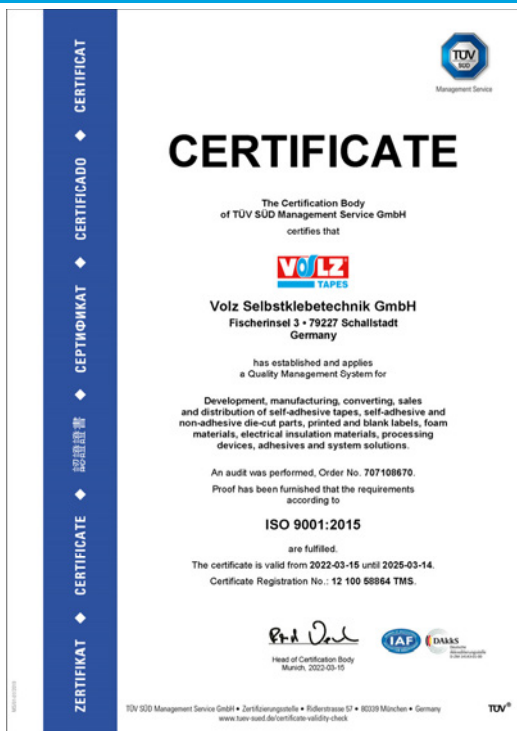 TÜV
SÜD
Management Service
CERTIFICATE
The Certification Body
of TÜV SÜD Management Service GmbH
certifies that
VOLZ
TAPES
Volz Selbstklebetechnik GmbH
Fischerinsel 3 • 79227 Schallstadt
Germany
has established and applies
a Quality Management System for
Development, manufacturing, converting, sales
and distribution of self-adhesive tapes, self-adhesive and
non-adhesive die-cut parts, printed and blank labels, foam
materials, electrical insulation materials, processing
devices, adhesives and system solutions.
An audit was performed, Order No. 707108670.
Proof has been furnished that the requirements
according to
ISO 9001:2015
are fulfilled.
The certificate is valid from 2022-03-15 until 2025-03-14.
Certificate Registration No.: 12 100 58864 TMS.
Head of Certification Body
Munich, 2022-03-15
IAF
DAkkS
Deutsche
Akkreditierungsstelle
TÜV SÜD Management Service GmbH • Zertifizierungsstelle • Ridlerstrasse 57 • 80339 München • Germany
www.tuev-sued.de/certificate-validity-check
TÜV®
ZERTIFIKAT ◆ CERTIFICATE ◆ 認證證書 ◆ СЕРТИФИКАТ ◆ CERTIFICADO ◆ CERTIFICAT